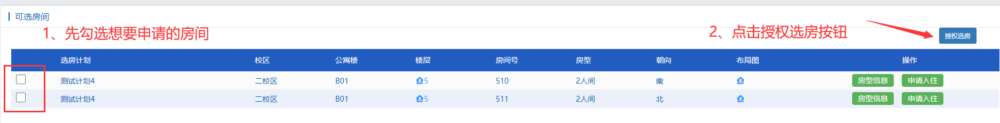 可选房间
1、先勾选想要申请的房间
2、点击授权选房按钮
授权选房
选房计划 校区 公寓楼 楼层 房间号 房型 朝向 布局图 操作
测试计划4 二校区 B01 5 510 2人间 南 房型信息 申请入住
测试计划4 二校区 B01 5 511 2人间 北 房型信息 申请入住